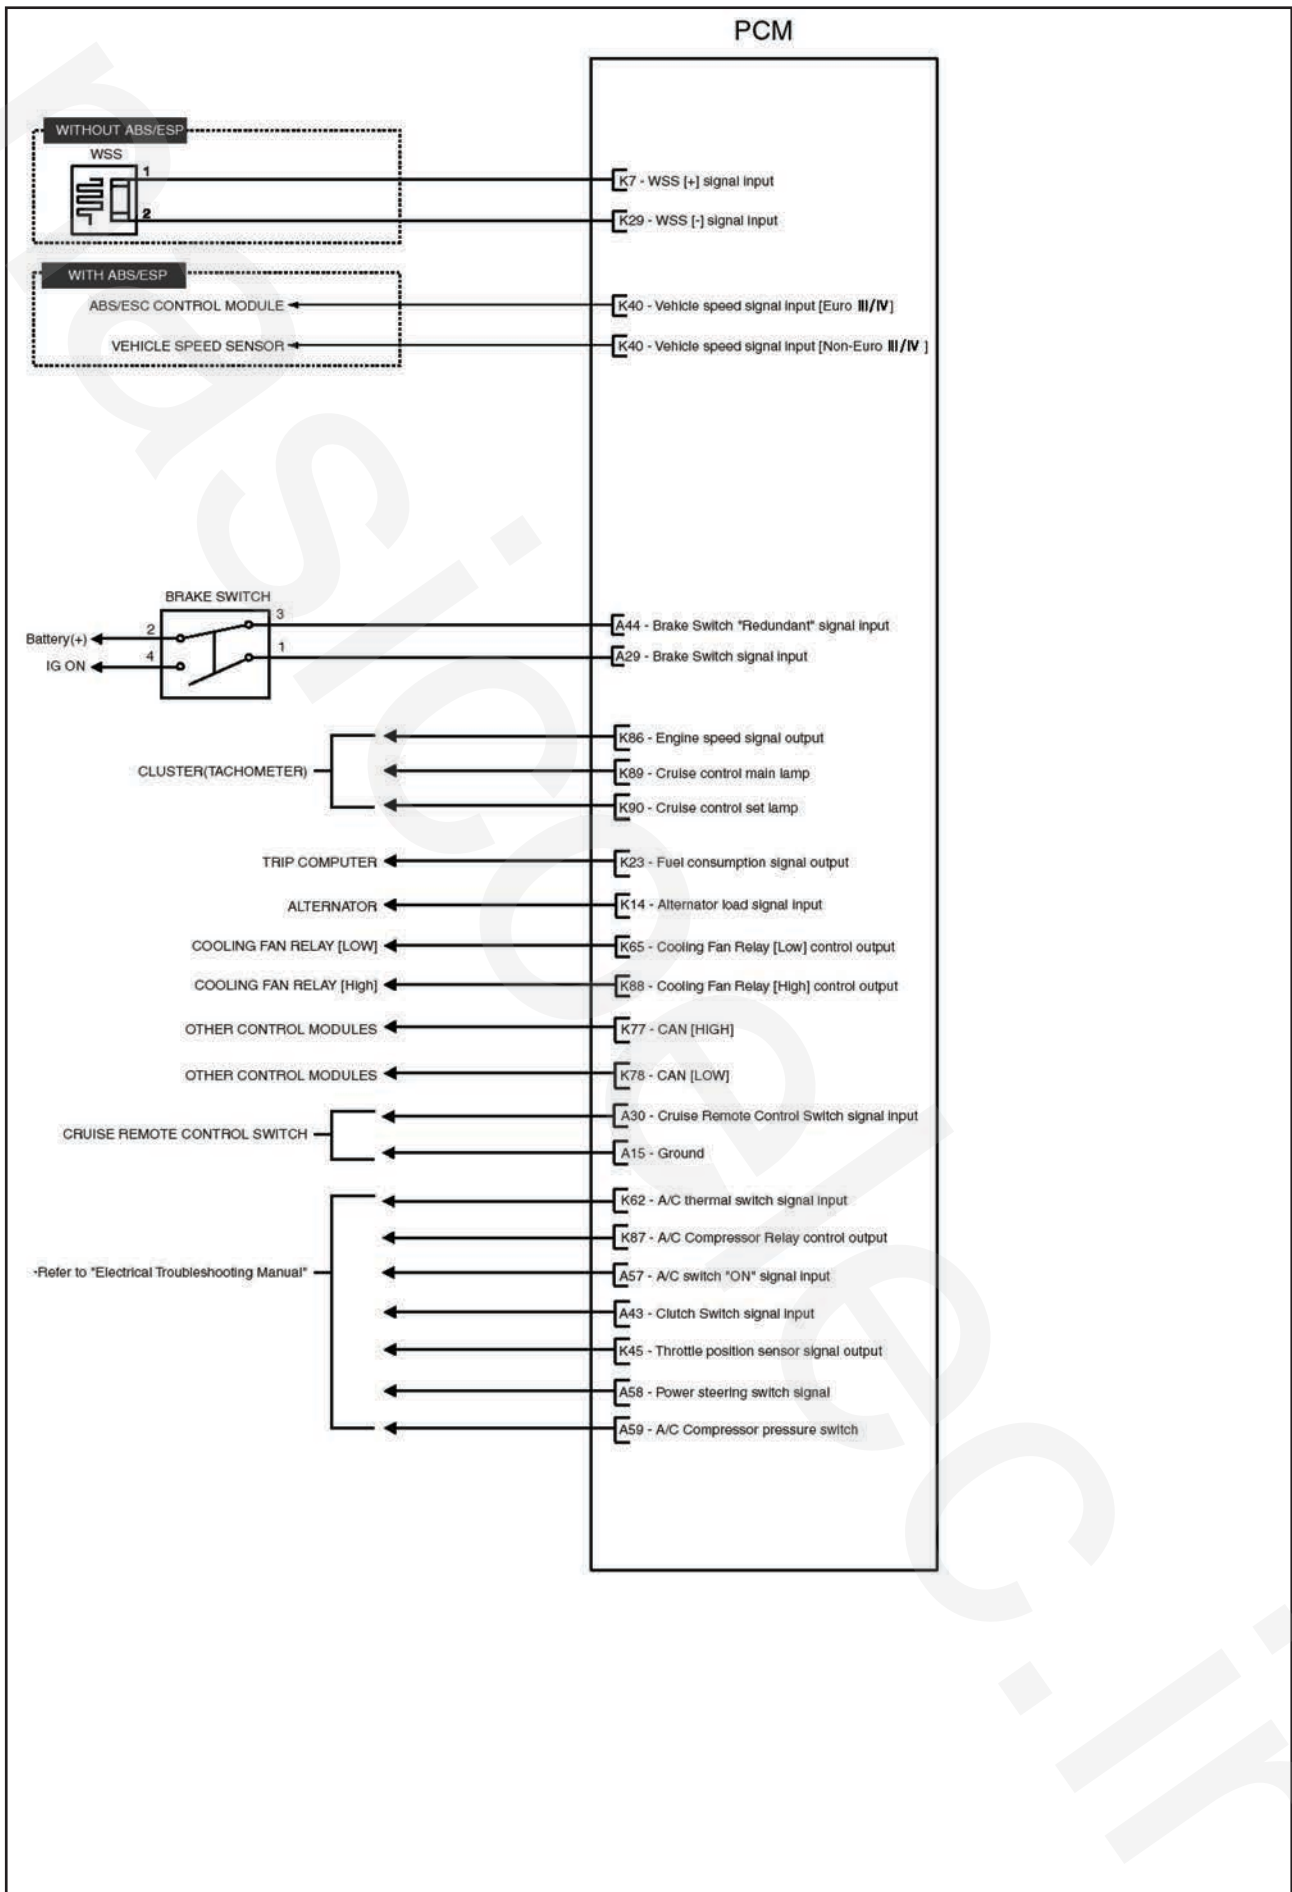 PCM
WITHOUT ABS/ESP
WSS
1
K7 - WSS [+] signal input
2
K29 - WSS [-] signal input
WITH ABS/ESP
ABS/ESC CONTROL MODULE
K40 - Vehicle speed signal input [Euro III/IV]
VEHICLE SPEED SENSOR
K40 - Vehicle speed signal input [Non-Euro III/IV ]
BRAKE SWITCH
Battery(+)
2
3
A44 - Brake Switch "Redundant" signal input
IG ON
4
1
A29 - Brake Switch signal input
CLUSTER(TACHOMETER)
K86 - Engine speed signal output
K89 - Cruise control main lamp
K90 - Cruise control set lamp
TRIP COMPUTER
K23 - Fuel consumption signal output
ALTERNATOR
K14 - Alternator load signal input
COOLING FAN RELAY [LOW]
K65 - Cooling Fan Relay [Low] control output
COOLING FAN RELAY [High]
K88 - Cooling Fan Relay [High] control output
OTHER CONTROL MODULES
K77 - CAN [HIGH]
OTHER CONTROL MODULES
K78 - CAN [LOW]
CRUISE REMOTE CONTROL SWITCH
A30 - Cruise Remote Control Switch signal input
A15 - Ground
•Refer to "Electrical Troubleshooting Manual"
K62 - A/C thermal switch signal input
K87 - A/C Compressor Relay control output
A57 - A/C switch "ON" signal input
A43 - Clutch Switch signal input
K45 - Throttle position sensor signal output
A58 - Power steering switch signal
A59 - A/C Compressor pressure switch